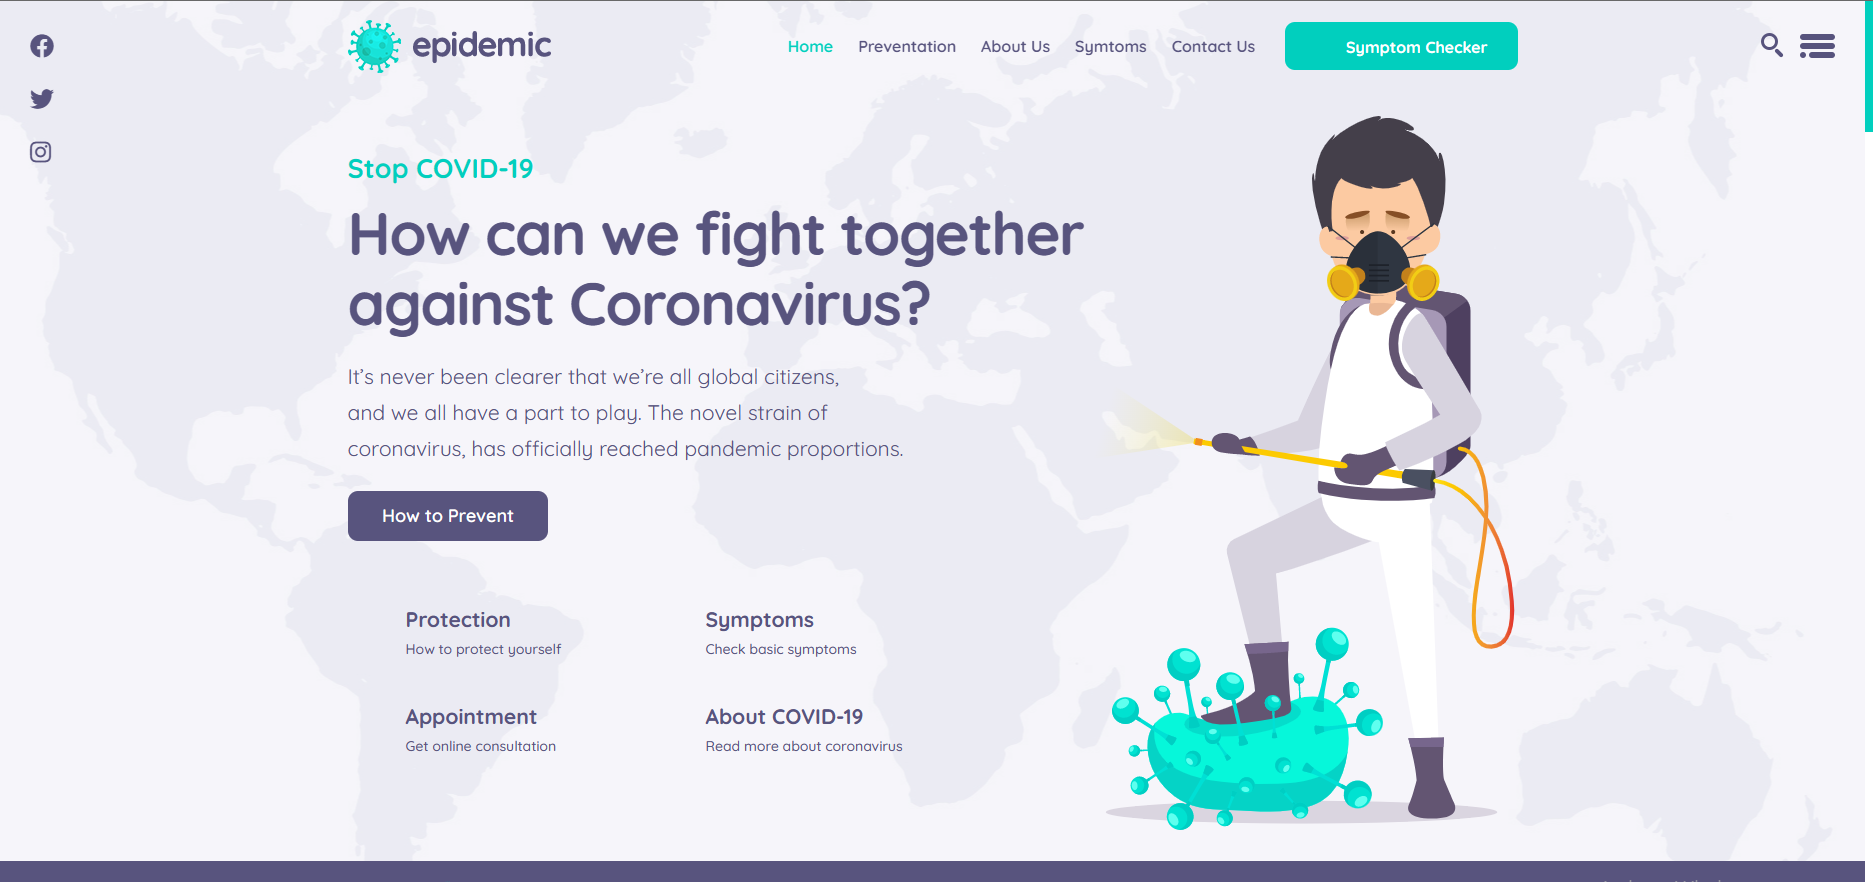 epidemic
Home Preventation About Us Symtoms Contact Us Symptom Checker
Stop COVID-19
How can we fight together
against Coronavirus?
It's never been clearer that we're all global citizens,
and we all have a part to play. The novel strain of
coronavirus, has officially reached pandemic proportions.
How to Prevent
Protection
How to protect yourself
Symptoms
Check basic symptoms
Appointment
Get online consultation
About COVID-19
Read more about coronavirus